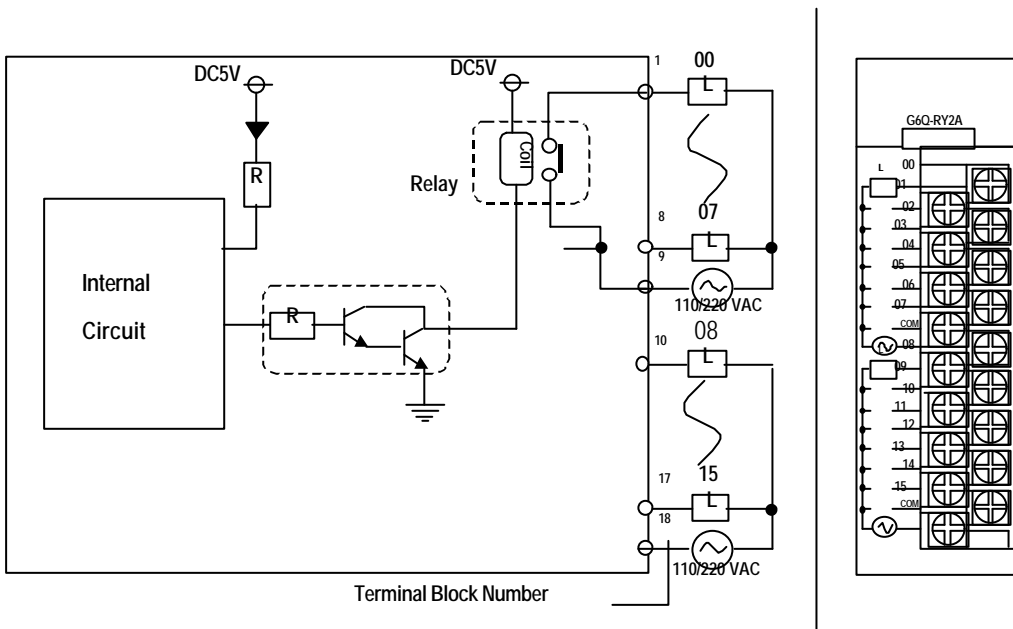 DC5V
DC5V
R
Coil
Relay
Internal
Circuit
R
1
00
L
8
07
L
9
110/220 VAC
10
08
L
17
15
L
18
110/220 VAC
Terminal Block Number
G6Q-RY2A
L
00
01
02
03
04
05
06
07
COM
08
09
10
11
12
13
14
15
COM